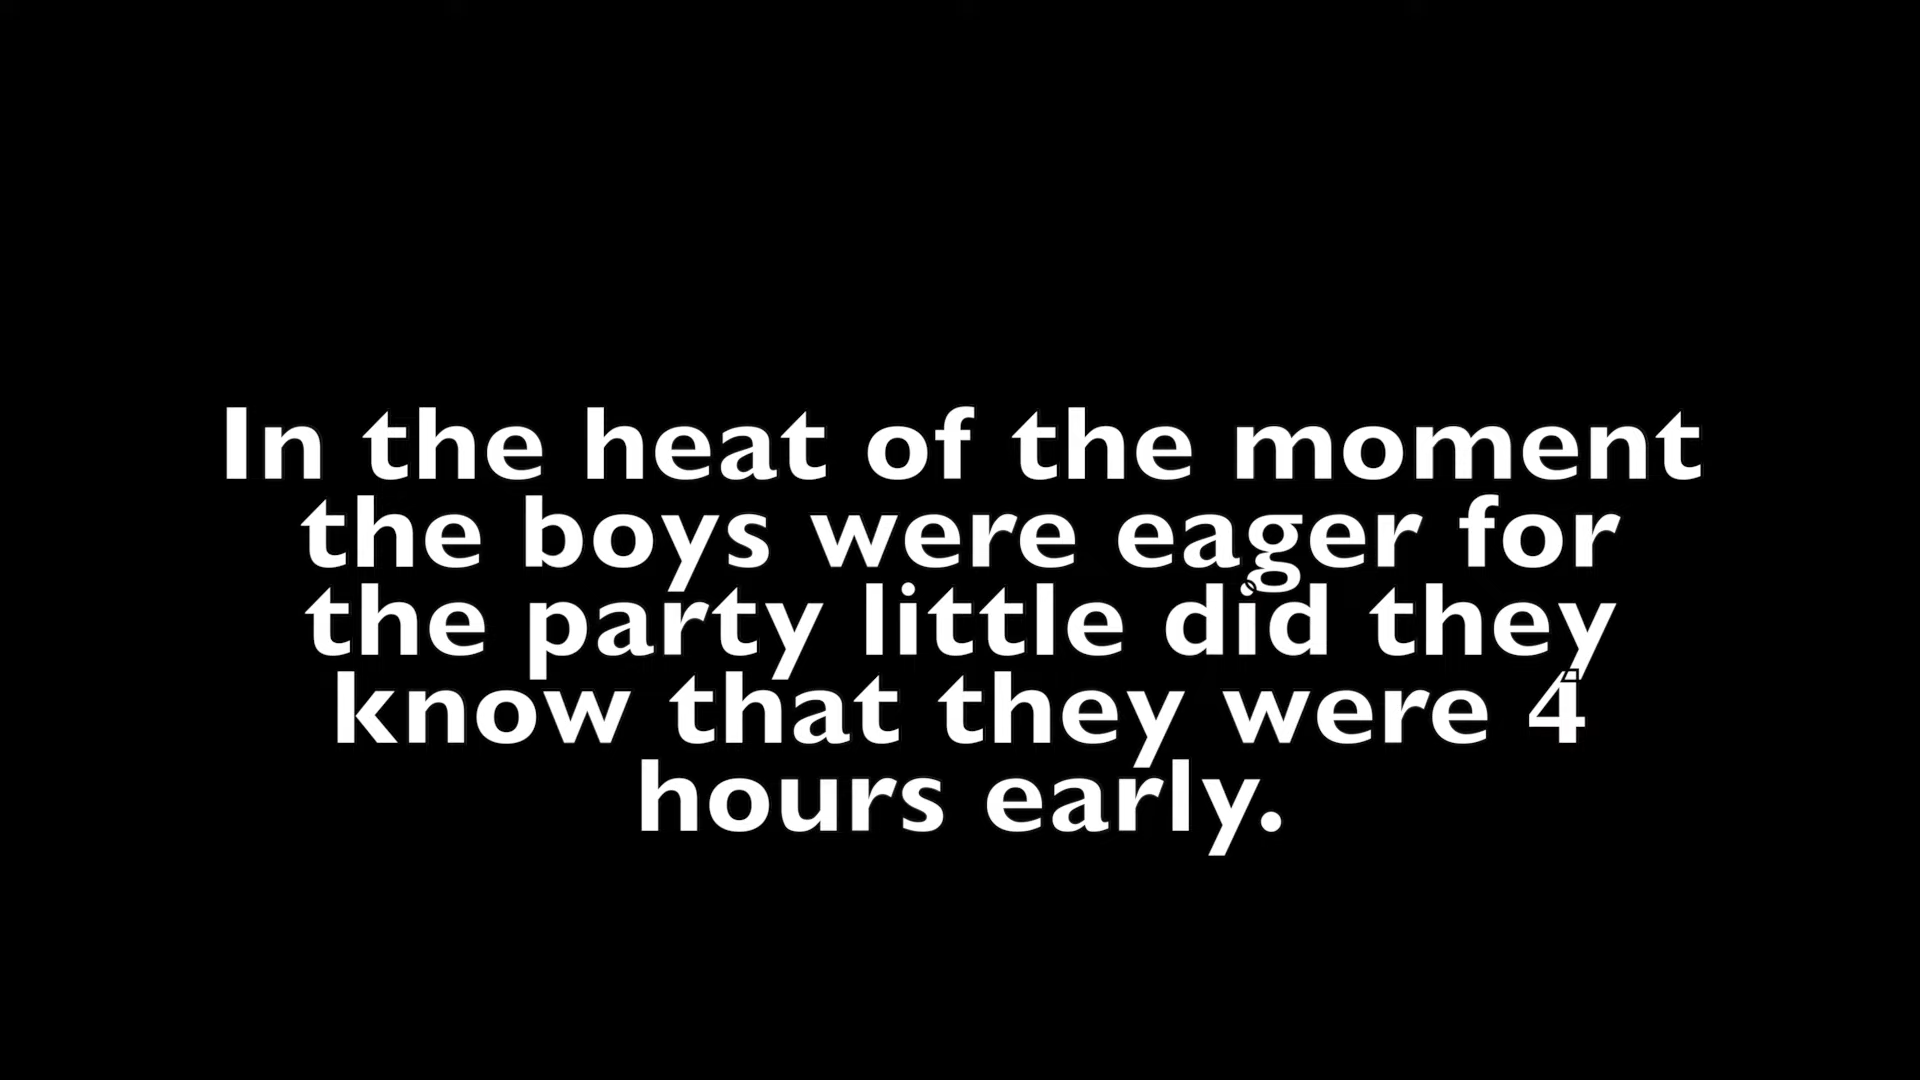 In the heat of the moment
the boys were eager for
the party little did they
know that they were 4
hours early.